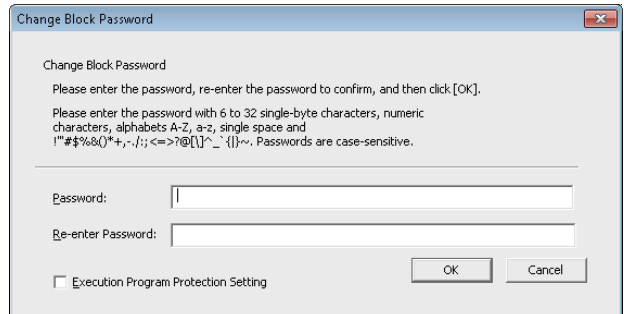 Change Block Password
Change Block Password
Please enter the password, re-enter the password to confirm, and then click [OK].
Please enter the password with 6 to 32 single-byte characters, numeric
characters, alphabets A-Z, a-z, single space and
!"'#$%&()*+,-./:;<=>?@[\]^_`{|}~. Passwords are case-sensitive.
Password:
Re-enter Password:
OK Cancel
Execution Program Protection Setting